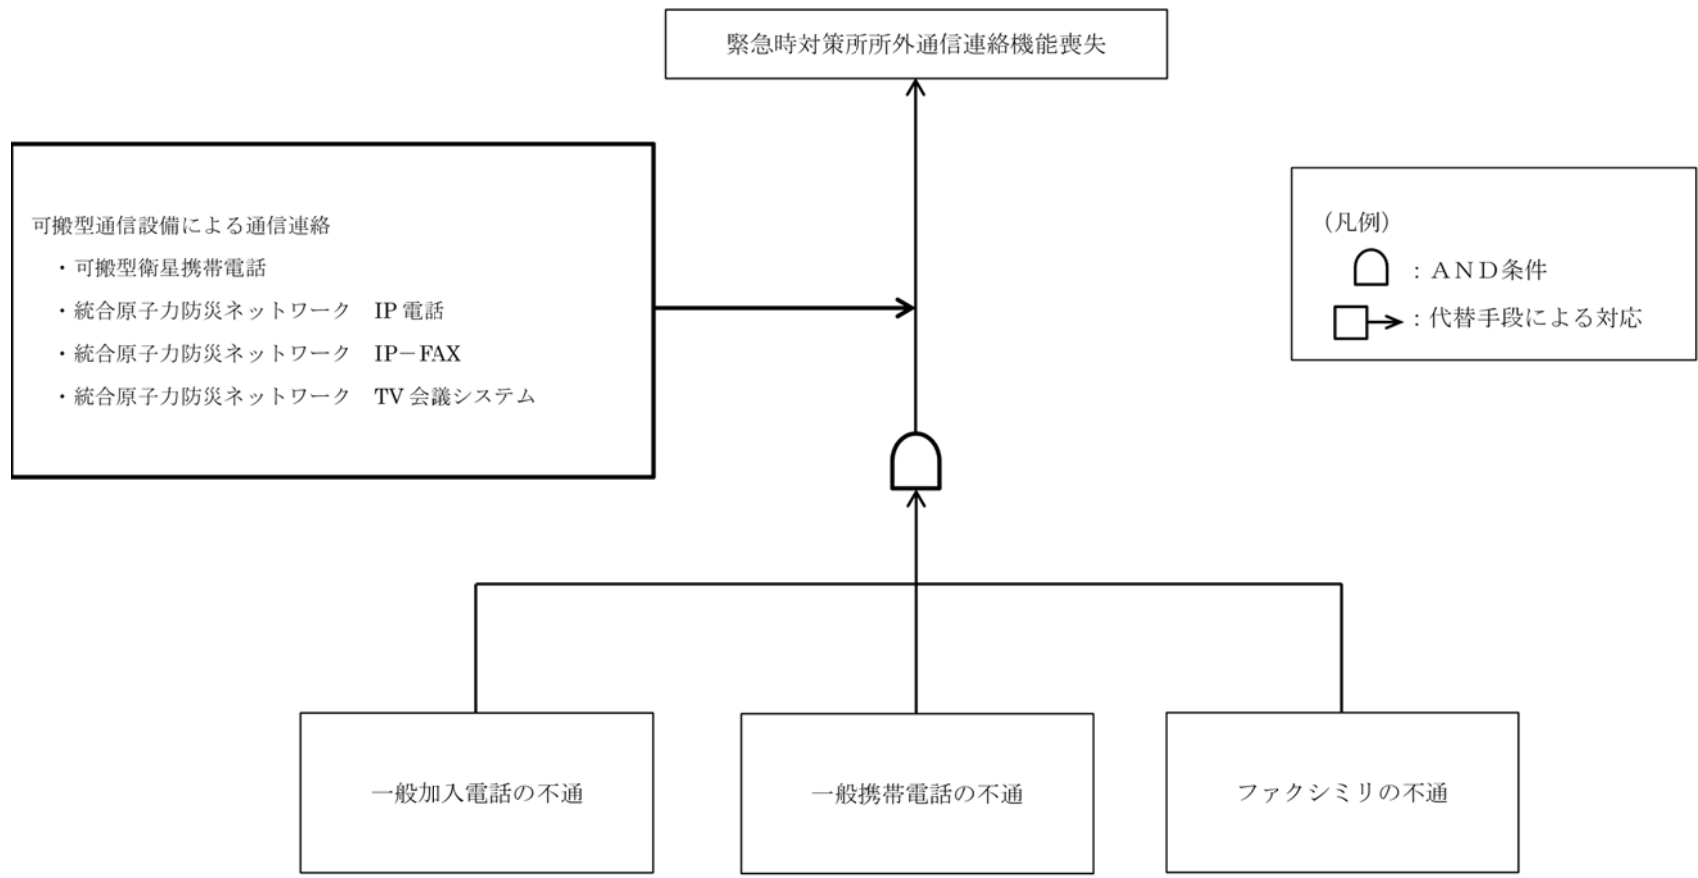 緊急時対策所所外通信連絡機能喪失
可搬型通信設備による通信連絡
・可搬型衛星携帯電話
・統合原子力防災ネットワーク　IP 電話
・統合原子力防災ネットワーク　IP−FAX
・統合原子力防災ネットワーク　TV 会議システム
（凡例）
：ＡＮＤ条件
：代替手段による対応
一般加入電話の不通
一般携帯電話の不通
ファクシミリの不通